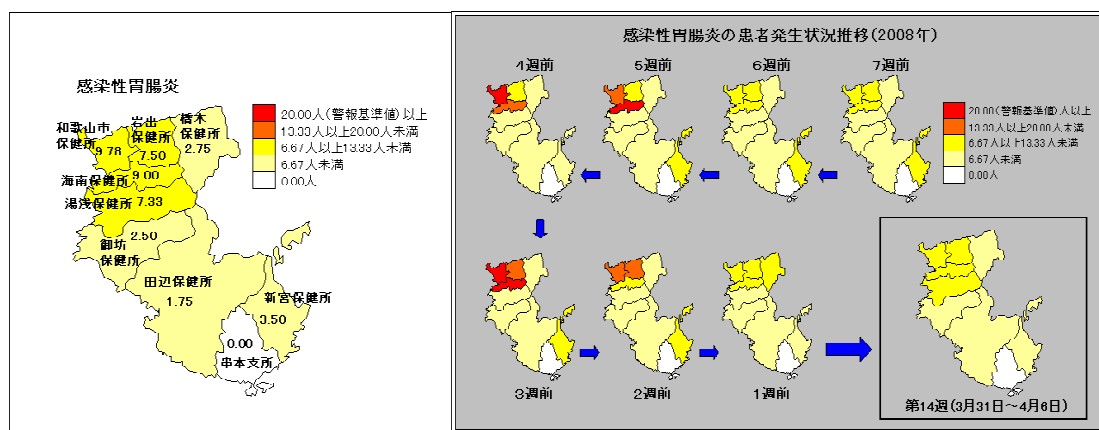 感染性胃腸炎
和歌山市
保健所
9.78
岩出
保健所
7.50
橋本
保健所
2.75
9.00
海南保健所
湯浅保健所
7.33
御坊
保健所
2.50
田辺保健所
1.75
新宮保健所
3.50
0.00
串本支所
20.00人(警報基準値)以上
13.33人以上20.00人未満
6.67人以上13.33人未満
6.67人未満
0.00人
感染性胃腸炎の患者発生状況推移(2008年)
4週前
5週前
6週前
7週前
20.00(警報基準値)人以上
13.33人以上20.00人未満
6.67人以上13.33人未満
6.67人未満
0.00人
3週前
2週前
1週前
第14週(3月31日~4月6日)